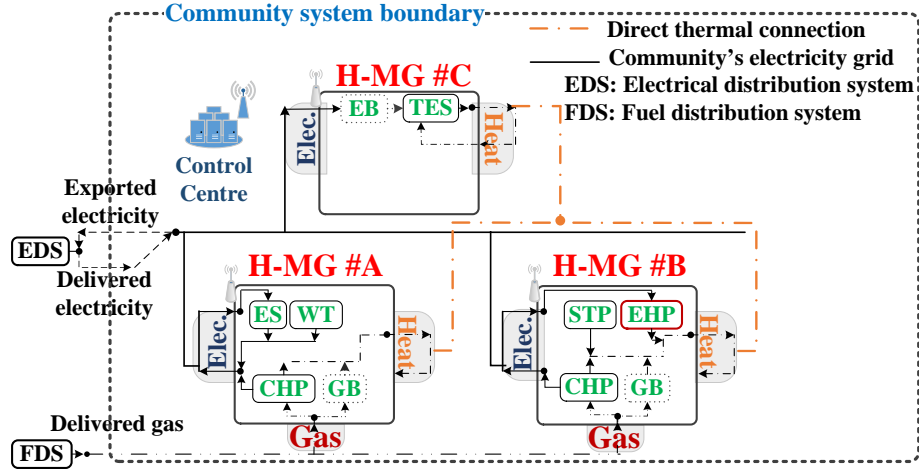 Community system boundary
Direct thermal connection
Community's electricity grid
EDS: Electrical distribution system
FDS: Fuel distribution system
H-MG #C
EB
TES
Elec.
Heat
Control
Centre
Exported
electricity
EDS
Delivered
electricity
H-MG #A
ES
WT
Elec.
Heat
CHP
GB
Gas
H-MG #B
STP
EHP
Elec.
Heat
CHP
GB
Gas
Delivered gas
FDS